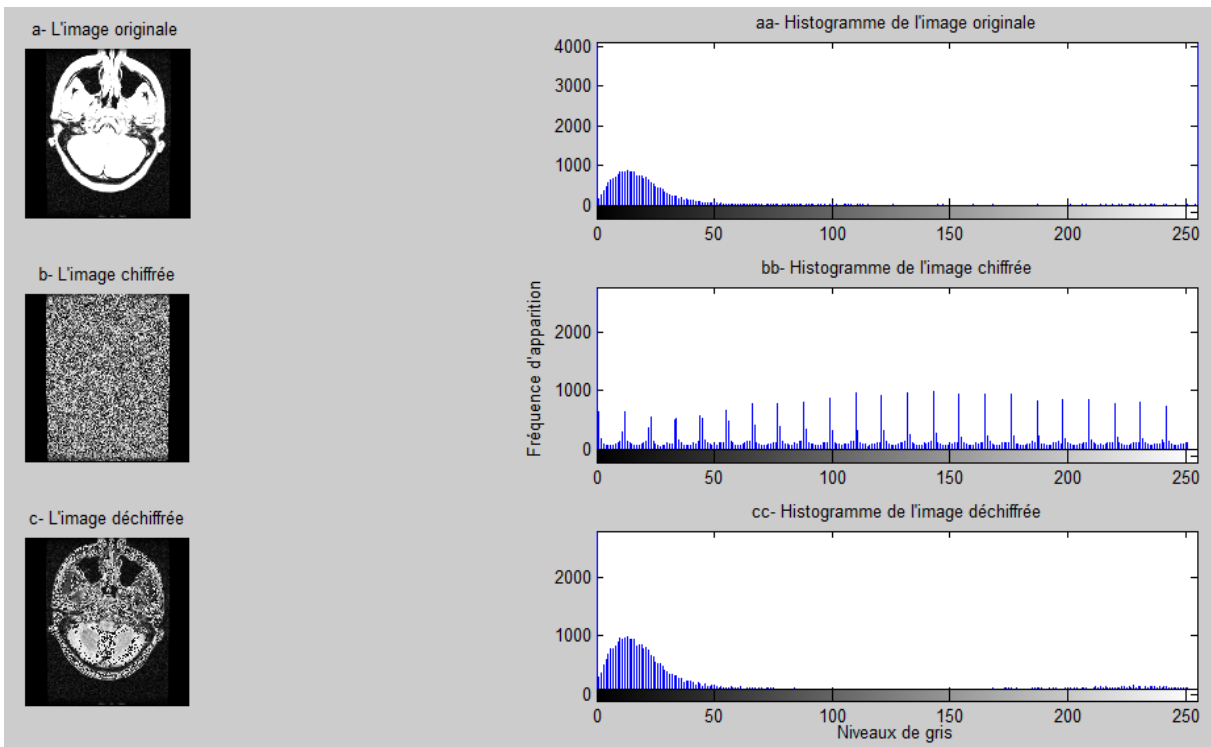 a- L'image originale
aa- Histogramme de l'image originale
4000
3000
2000
1000
0
0 50 100 150 200 250
b- L'image chiffrée
bb- Histogramme de l'image chiffrée
Fréquence d'apparition
2000
1000
0
0 50 100 150 200 250
c- L'image déchiffrée
cc- Histogramme de l'image déchiffrée
2000
1000
0
0 50 100 150 200 250
Niveaux de gris